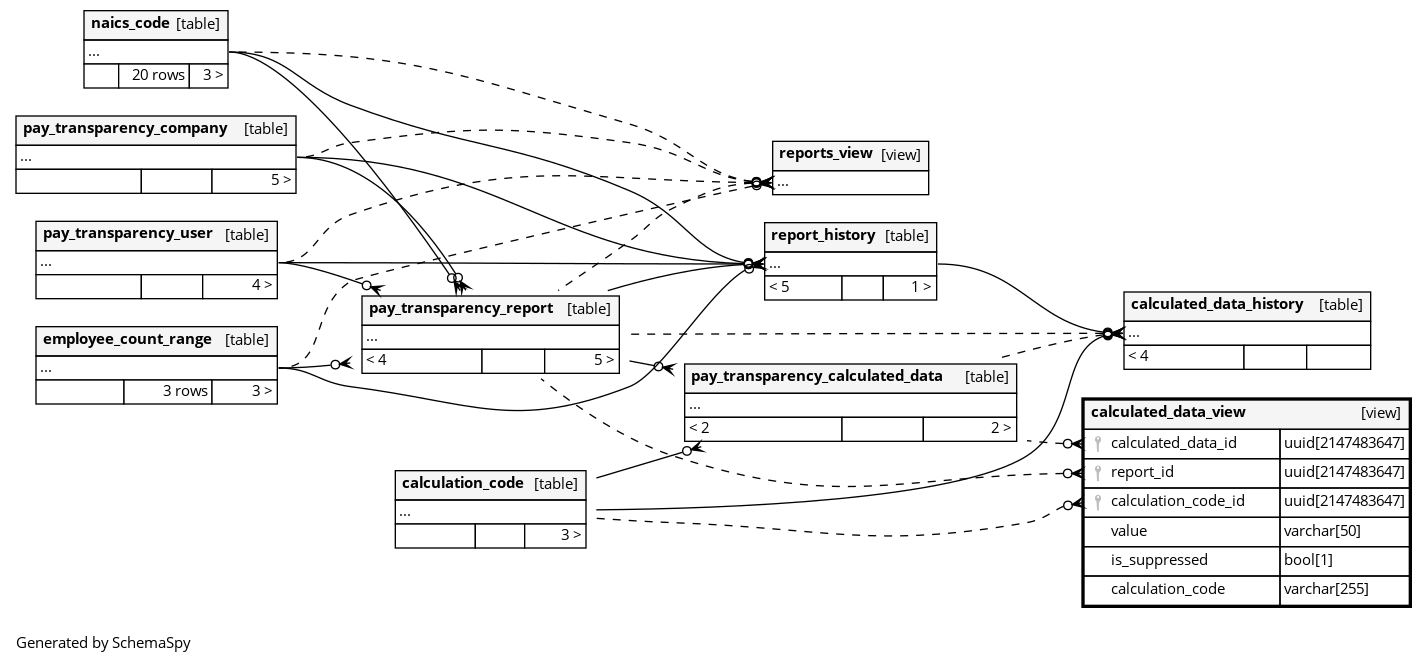 naics_code [table]
...
20 rows 3 >
pay_transparency_company [table]
...
5 >
pay_transparency_user [table]
...
4 >
employee_count_range [table]
...
3 rows 3 >
pay_transparency_report [table]
...
< 4 5 >
calculation_code [table]
...
3 >
reports_view [view]
...
report_history [table]
...
< 5 1 >
pay_transparency_calculated_data [table]
...
< 2 2 >
calculated_data_history [table]
...
< 4
calculated_data_view [view]
calculated_data_id uuid[2147483647]
report_id uuid[2147483647]
calculation_code_id uuid[2147483647]
value varchar[50]
is_suppressed bool[1]
calculation_code varchar[255]
Generated by SchemaSpy